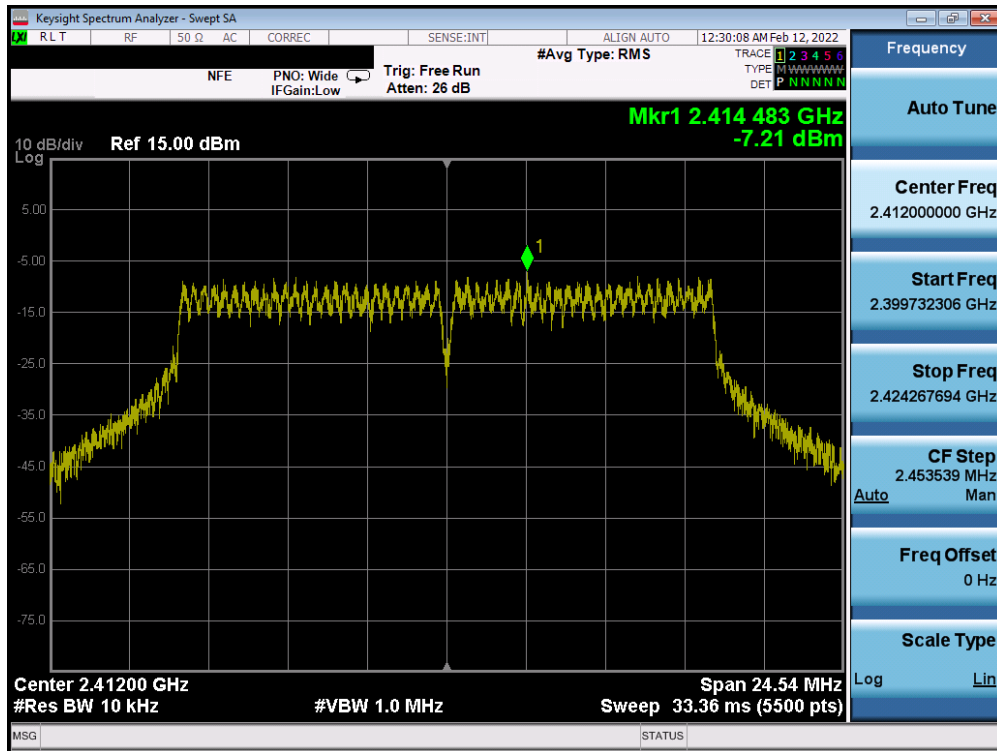 Keysight Spectrum Analyzer - Swept SA
LXI RLT RF 50 Ω AC CORREC SENSE:INT ALIGN AUTO 12:30:08 AM Feb 12, 2022
#Avg Type: RMS TRACE 1 2 3 4 5 6
NFE PNO: Wide Trig: Free Run TYPE M W W W W W
IFGain:Low Atten: 26 dB DET P N N N N N
Mkr1 2.414 483 GHz
-7.21 dBm
10 dB/div Ref 15.00 dBm
Log
5.00
-5.00
1
-15.0
-25.0
-35.0
-45.0
-55.0
-65.0
-75.0
Center 2.41200 GHz Span 24.54 MHz
#Res BW 10 kHz #VBW 1.0 MHz Sweep 33.36 ms (5500 pts)
MSG STATUS
Frequency
Auto Tune
Center Freq
2.412000000 GHz
Start Freq
2.399732306 GHz
Stop Freq
2.424267694 GHz
CF Step
2.453539 MHz
Auto Man
Freq Offset
0 Hz
Scale Type
Log Lin